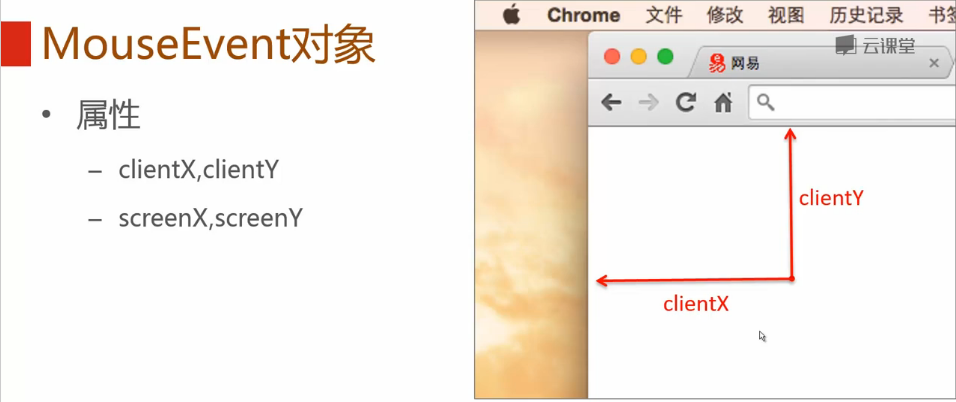 MouseEvent对象
• 属性
– clientX,clientY
– screenX,screenY
Chrome 文件 修改 视图 历史记录 书签
云课堂
易 网易
clientY
clientX